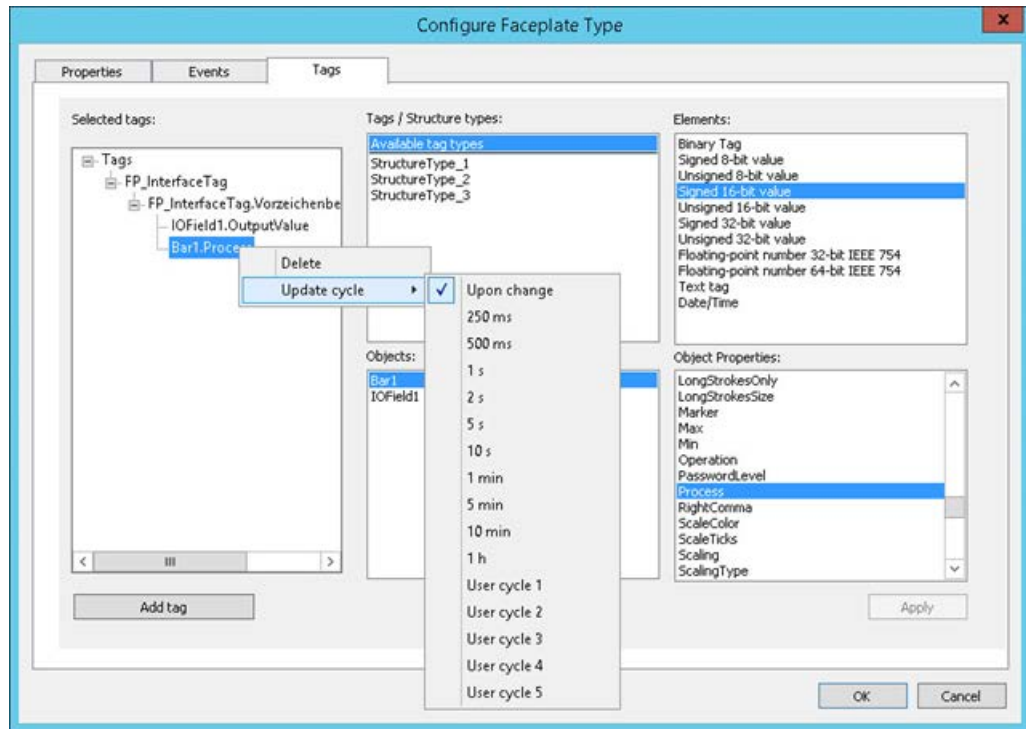 Configure Faceplate Type
x
Properties Events Tags
Selected tags:
Tags
FP_InterfaceTag
FP_InterfaceTag.Vorzeichenbe
IOField1.OutputValue
Bar1.Process
Add tag
Tags / Structure types:
Available tag types
StructureType_1
StructureType_2
StructureType_3
Elements:
Binary Tag
Signed 8-bit value
Unsigned 8-bit value
Signed 16-bit value
Unsigned 16-bit value
Signed 32-bit value
Unsigned 32-bit value
Floating-point number 32-bit IEEE 754
Floating-point number 64-bit IEEE 754
Text tag
Date/Time
Delete
Update cycle
Upon change
250 ms
500 ms
1 s
2 s
5 s
10 s
1 min
5 min
10 min
1 h
User cycle 1
User cycle 2
User cycle 3
User cycle 4
User cycle 5
Objects:
Bar1
IOField1
Object Properties:
LongStrokesOnly
LongStrokesSize
Marker
Max
Min
Operation
PasswordLevel
Process
RightComma
ScaleColor
ScaleTicks
Scaling
ScalingType
Apply
OK Cancel